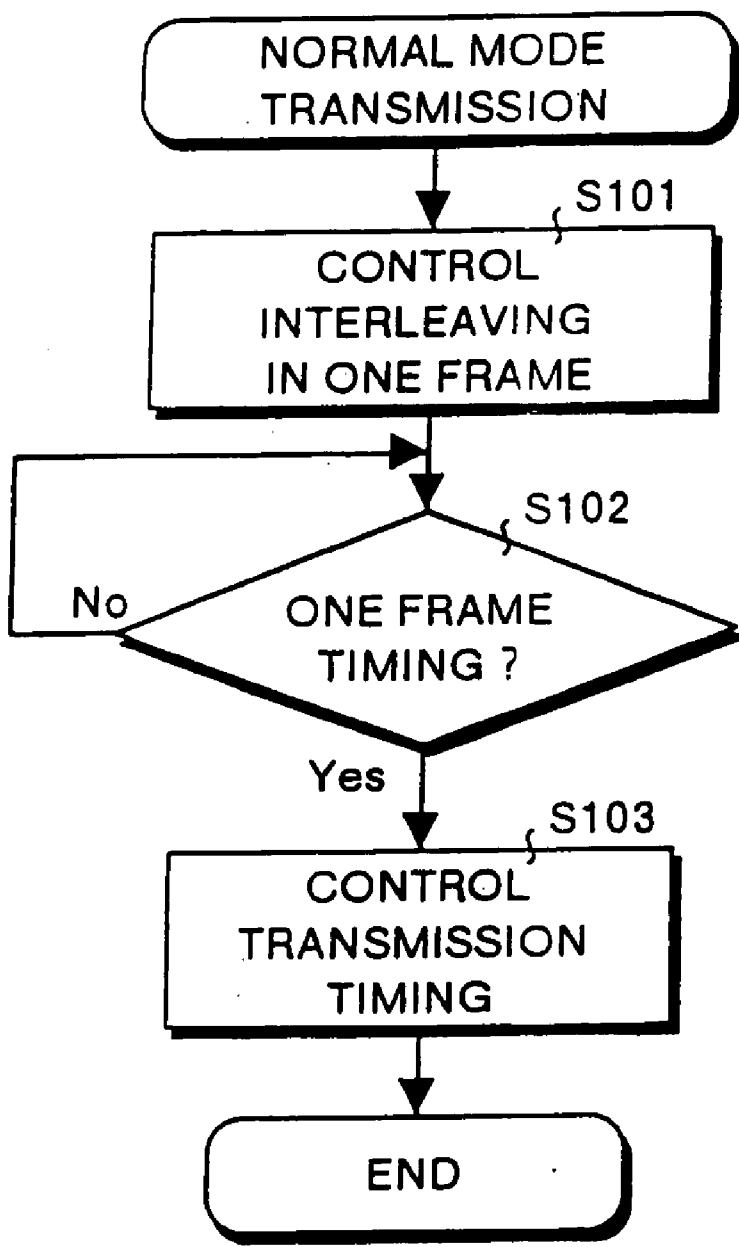 NORMAL MODE
TRANSMISSION
S101
CONTROL
INTERLEAVING
IN ONE FRAME
S102
No
ONE FRAME
TIMING ?
Yes
S103
CONTROL
TRANSMISSION
TIMING
END